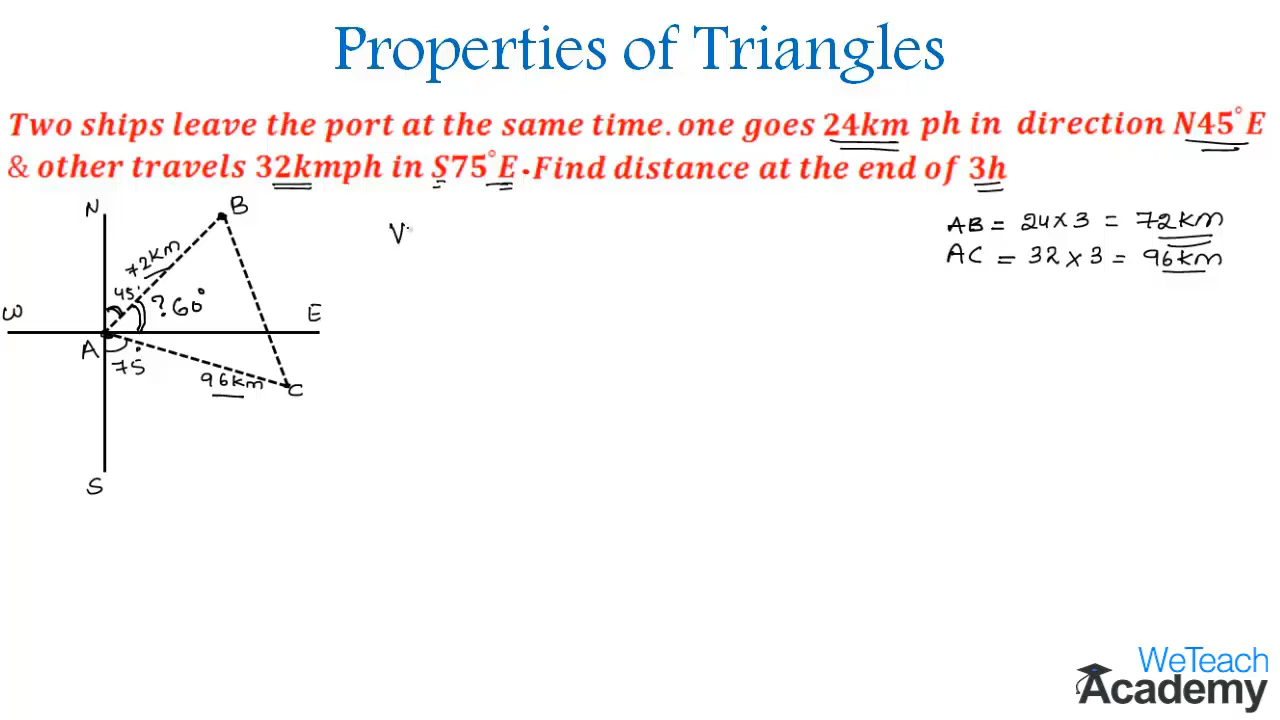 Properties of Triangles
Two ships leave the port at the same time. one goes 24km ph in direction N45° E
& other travels 32kmph in S75° E. Find distance at the end of 3h
N
B
V
AB = 24 x 3 = 72km
AC = 32 x 3 = 96km
72km
45°
? 60°
W
E
A
75°
96km
C
S
WeTeach
Academy